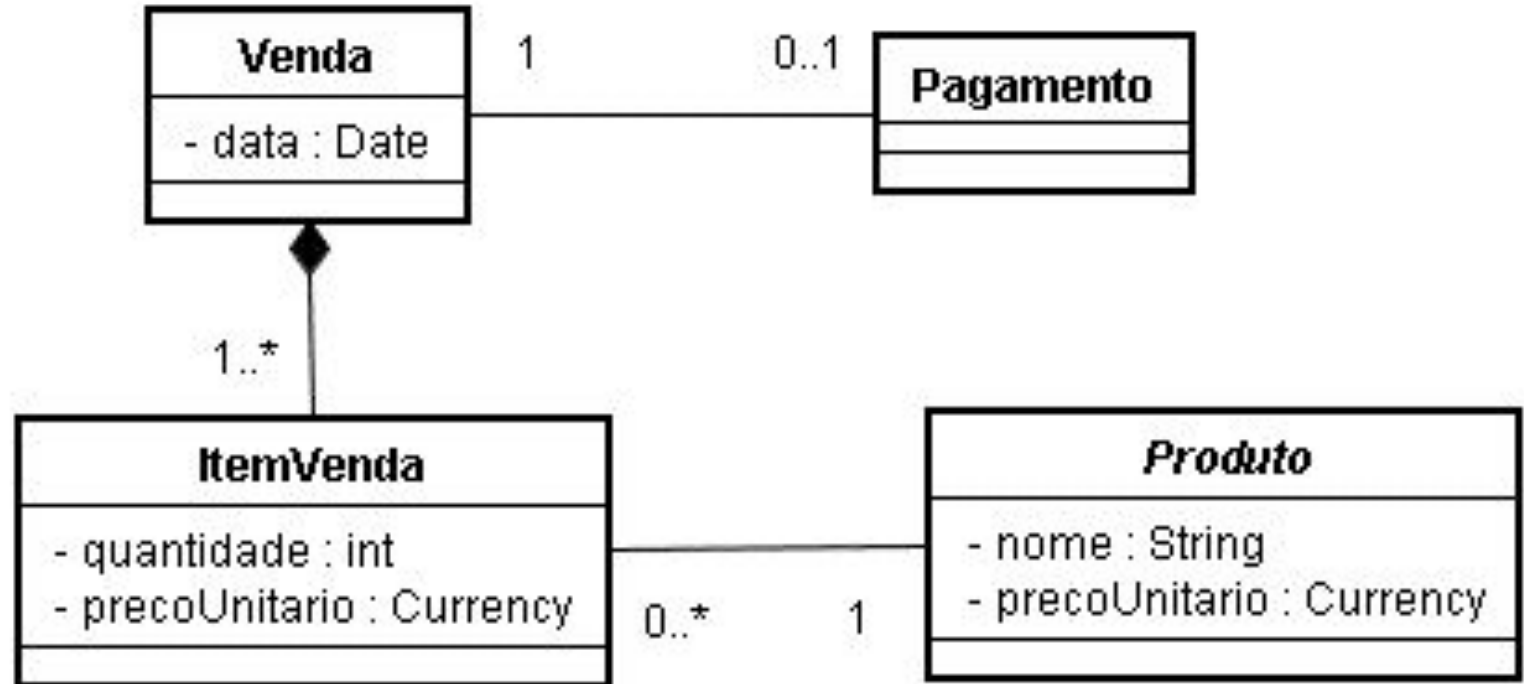 Venda
- data : Date
1
0..1
Pagamento
1..*
ItemVenda
- quantidade : int
- precoUnitario : Currency
0..*
1
Produto
- nome : String
- precoUnitario : Currency